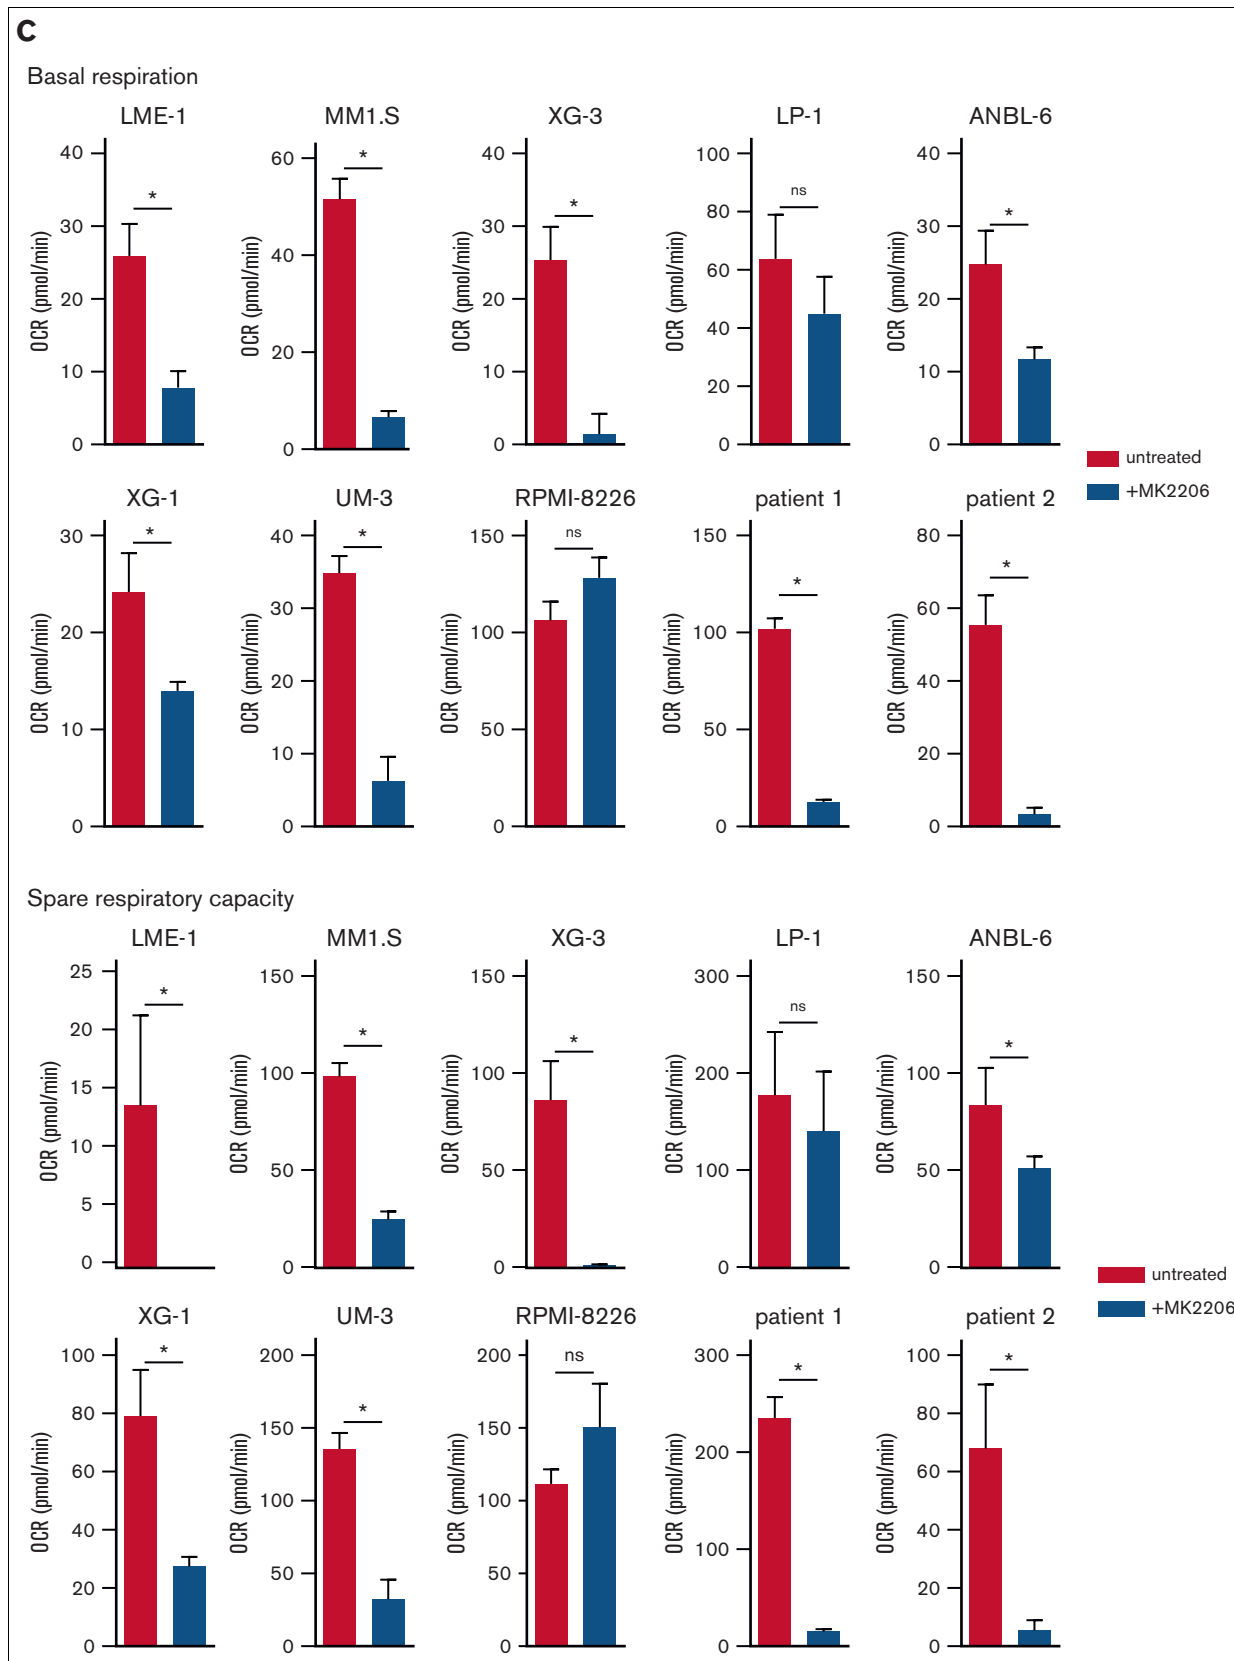 C
Basal respiration
LME-1 MM1.S XG-3 LP-1 ANBL-6
OCR (pmol/min) 40 30 20 10 0 *
OCR (pmol/min) 60 40 20 0 *
OCR (pmol/min) 40 30 20 10 0 *
OCR (pmol/min) 100 80 60 40 20 0 ns
OCR (pmol/min) 40 30 20 10 0 *
untreated
+MK2206
XG-1 UM-3 RPMI-8226 patient 1 patient 2
OCR (pmol/min) 30 20 10 0 *
OCR (pmol/min) 40 30 20 10 0 *
OCR (pmol/min) 150 100 50 0 ns
OCR (pmol/min) 150 100 50 0 *
OCR (pmol/min) 80 60 40 20 0 *
Spare respiratory capacity
LME-1 MM1.S XG-3 LP-1 ANBL-6
OCR (pmol/min) 25 20 15 10 5 0 *
OCR (pmol/min) 150 100 50 0 *
OCR (pmol/min) 150 100 50 0 *
OCR (pmol/min) 300 200 100 0 ns
OCR (pmol/min) 150 100 50 0 *
untreated
+MK2206
XG-1 UM-3 RPMI-8226 patient 1 patient 2
OCR (pmol/min) 100 80 60 40 20 0 *
OCR (pmol/min) 200 150 100 50 0 *
OCR (pmol/min) 200 150 100 50 0 ns
OCR (pmol/min) 300 200 100 0 *
OCR (pmol/min) 100 80 60 40 20 0 *